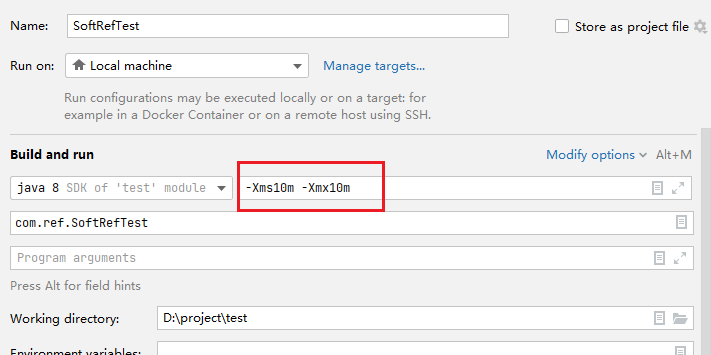 Name: SoftRefTest Store as project file
Run on: Local machine Manage targets...
Run configurations may be executed locally or on a target: for
example in a Docker Container or on a remote host using SSH.
Build and run Modify options Alt+M
java 8 SDK of 'test' module -Xms10m -Xmx10m
com.ref.SoftRefTest
Program arguments
Press Alt for field hints
Working directory: D:\project\test
Environment variables: